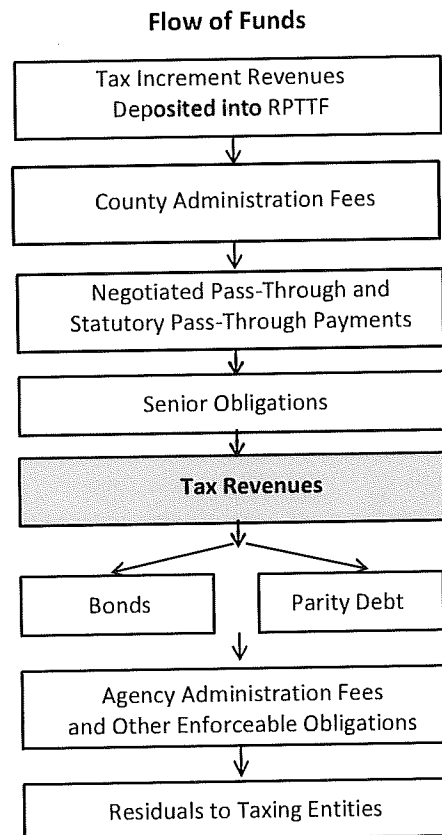 Flow of Funds
Tax Increment Revenues
Deposited into RPTTF
County Administration Fees
Negotiated Pass-Through and
Statutory Pass-Through Payments
Senior Obligations
Tax Revenues
Bonds
Parity Debt
Agency Administration Fees
and Other Enforceable Obligations
Residuals to Taxing Entities